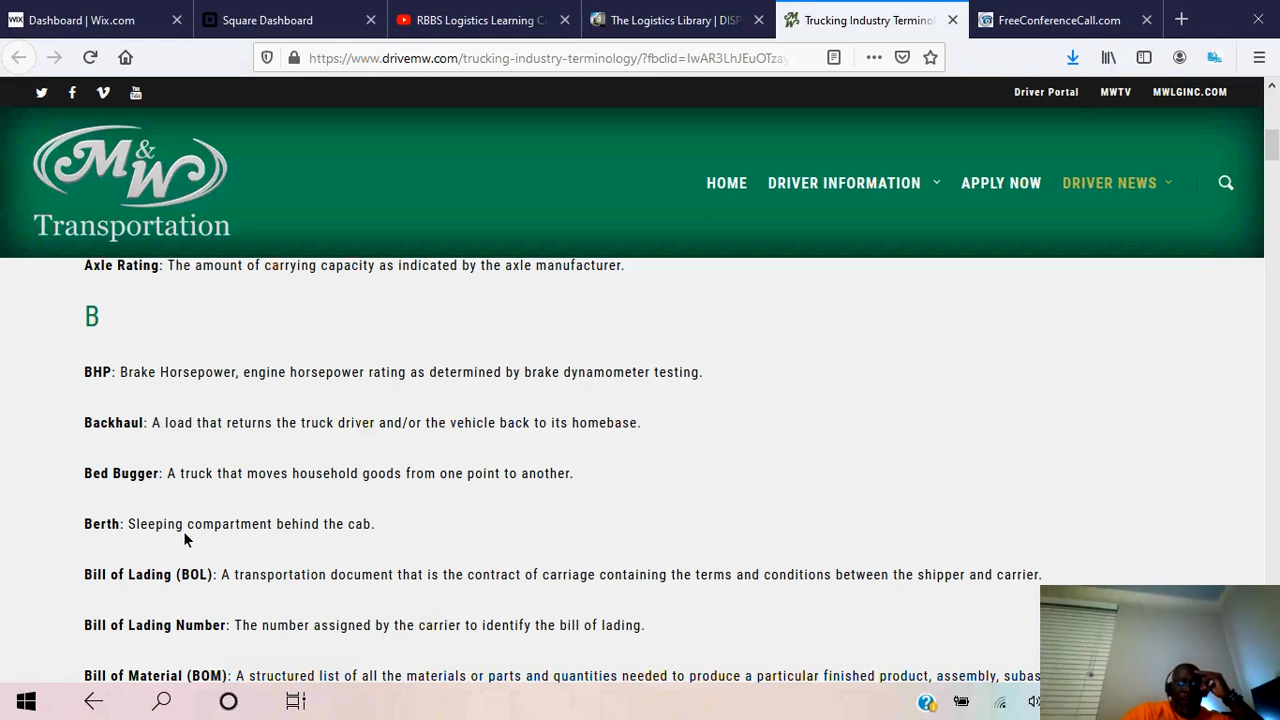 Dashboard | Wix.com
Square Dashboard
RBBS Logistics Learning C
The Logistics Library | DISP
Trucking Industry Terminol
FreeConferenceCall.com
https://www.drivemw.com/trucking-industry-terminology/?fbclid=IwAR3LhJEuOTza
Driver Portal MWTV MWLGINC.COM
M&W
Transportation
HOME DRIVER INFORMATION APPLY NOW DRIVER NEWS
Axle Rating: The amount of carrying capacity as indicated by the axle manufacturer.
B
BHP: Brake Horsepower, engine horsepower rating as determined by brake dynamometer testing.
Backhaul: A load that returns the truck driver and/or the vehicle back to its homebase.
Bed Bugger: A truck that moves household goods from one point to another.
Berth: Sleeping compartment behind the cab.
Bill of Lading (BOL): A transportation document that is the contract of carriage containing the terms and conditions between the shipper and carrier.
Bill of Lading Number: The number assigned by the carrier to identify the bill of lading.
Bill of Material (BOM): A structured list of all the materials or parts and quantities needed to produce a particular finished product, assembly, subas